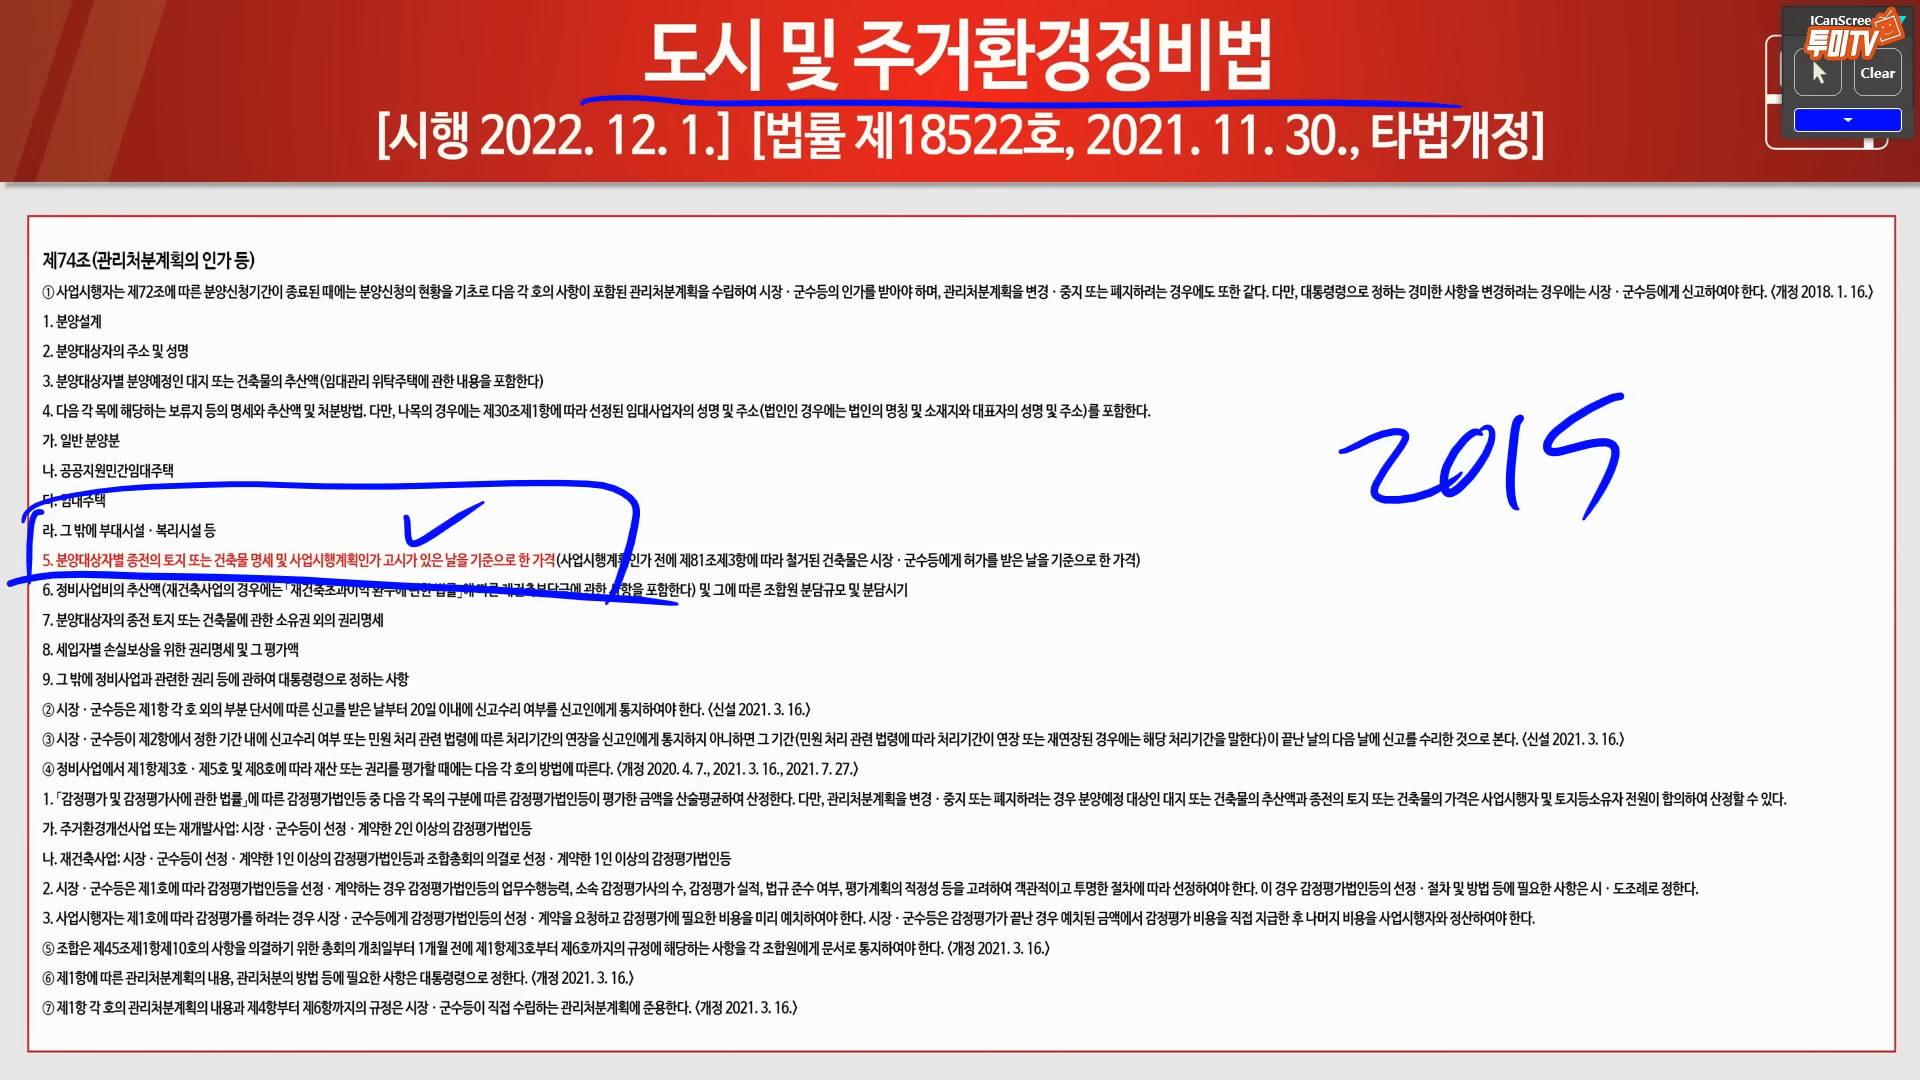 도시 및 주거환경정비법
[시행 2022. 12. 1.] [법률 제18522호, 2021. 11. 30., 타법개정]
ICanScree
투미TV
Clear
제74조(관리처분계획의 인가 등)
① 사업시행자는 제72조에 따른 분양신청기간이 종료된 때에는 분양신청의 현황을 기초로 다음 각 호의 사항이 포함된 관리처분계획을 수립하여 시장ㆍ군수등의 인가를 받아야 하며, 관리처분계획을 변경ㆍ중지 또는 폐지하려는 경우에도 또한 같다. 다만, 대통령령으로 정하는 경미한 사항을 변경하려는 경우에는 시장ㆍ군수등에게 신고하여야 한다. 〈개정 2018. 1. 16.〉
1. 분양설계
2. 분양대상자의 주소 및 성명
3. 분양대상자별 분양예정인 대지 또는 건축물의 추산액(임대관리 위탁주택에 관한 내용을 포함한다)
4. 다음 각 목에 해당하는 보류지 등의 명세와 추산액 및 처분방법. 다만, 나목의 경우에는 제30조제1항에 따라 선정된 임대사업자의 성명 및 주소(법인인 경우에는 법인의 명칭 및 소재지와 대표자의 성명 및 주소)를 포함한다.
가. 일반 분양분
나. 공공지원민간임대주택
다. 임대주택
라. 그 밖에 부대시설ㆍ복리시설 등
5. 분양대상자별 종전의 토지 또는 건축물 명세 및 사업시행계획인가 고시가 있은 날을 기준으로 한 가격(사업시행계획인가 전에 제81조제3항에 따라 철거된 건축물은 시장ㆍ군수등에게 허가를 받은 날을 기준으로 한 가격)
6. 정비사업비의 추산액(재건축사업의 경우에는 「재건축초과이익 환수에 관한 법률」에 따른 재건축부담금에 관한 사항을 포함한다) 및 그에 따른 조합원 분담규모 및 분담시기
7. 분양대상자의 종전 토지 또는 건축물에 관한 소유권 외의 권리명세
8. 세입자별 손실보상을 위한 권리명세 및 그 평가액
9. 그 밖에 정비사업과 관련한 권리 등에 관하여 대통령령으로 정하는 사항
② 시장ㆍ군수등은 제1항 각 호 외의 부분 단서에 따른 신고를 받은 날부터 20일 이내에 신고수리 여부를 신고인에게 통지하여야 한다. 〈신설 2021. 3. 16.〉
③ 시장ㆍ군수등이 제2항에서 정한 기간 내에 신고수리 여부 또는 민원 처리 관련 법령에 따른 처리기간의 연장을 신고인에게 통지하지 아니하면 그 기간(민원 처리 관련 법령에 따라 처리기간이 연장 또는 재연장된 경우에는 해당 처리기간을 말한다)이 끝난 날의 다음 날에 신고를 수리한 것으로 본다. 〈신설 2021. 3. 16.〉
④ 정비사업에서 제1항제3호ㆍ제5호 및 제8호에 따라 재산 또는 권리를 평가할 때에는 다음 각 호의 방법에 따른다. 〈개정 2020. 4. 7., 2021. 3. 16., 2021. 7. 27.〉
1. 「감정평가 및 감정평가사에 관한 법률」에 따른 감정평가법인등 중 다음 각 목의 구분에 따른 감정평가법인등이 평가한 금액을 산술평균하여 산정한다. 다만, 관리처분계획을 변경ㆍ중지 또는 폐지하려는 경우 분양예정 대상인 대지 또는 건축물의 추산액과 종전의 토지 또는 건축물의 가격은 사업시행자 및 토지등소유자 전원이 합의하여 산정할 수 있다.
가. 주거환경개선사업 또는 재개발사업: 시장ㆍ군수등이 선정ㆍ계약한 2인 이상의 감정평가법인등
나. 재건축사업: 시장ㆍ군수등이 선정ㆍ계약한 1인 이상의 감정평가법인등과 조합총회의 의결로 선정ㆍ계약한 1인 이상의 감정평가법인등
2. 시장ㆍ군수등은 제1호에 따라 감정평가법인등을 선정ㆍ계약하는 경우 감정평가법인등의 업무수행능력, 소속 감정평가사의 수, 감정평가 실적, 법규 준수 여부, 평가계획의 적정성 등을 고려하여 객관적이고 투명한 절차에 따라 선정하여야 한다. 이 경우 감정평가법인등의 선정ㆍ절차 및 방법 등에 필요한 사항은 시ㆍ도조례로 정한다.
3. 사업시행자는 제1호에 따라 감정평가를 하려는 경우 시장ㆍ군수등에게 감정평가법인등의 선정ㆍ계약을 요청하고 감정평가에 필요한 비용을 미리 예치하여야 한다. 시장ㆍ군수등은 감정평가가 끝난 경우 예치된 금액에서 감정평가 비용을 직접 지급한 후 나머지 비용을 사업시행자와 정산하여야 한다.
⑤ 조합은 제45조제1항제10호의 사항을 의결하기 위한 총회의 개최일부터 1개월 전에 제1항제3호부터 제6호까지의 규정에 해당하는 사항을 각 조합원에게 문서로 통지하여야 한다. 〈개정 2021. 3. 16.〉
⑥ 제1항에 따른 관리처분계획의 내용, 관리처분의 방법 등에 필요한 사항은 대통령령으로 정한다. 〈개정 2021. 3. 16.〉
⑦ 제1항 각 호의 관리처분계획의 내용과 제4항부터 제6항까지의 규정은 시장ㆍ군수등이 직접 수립하는 관리처분계획에 준용한다. 〈개정 2021. 3. 16.〉